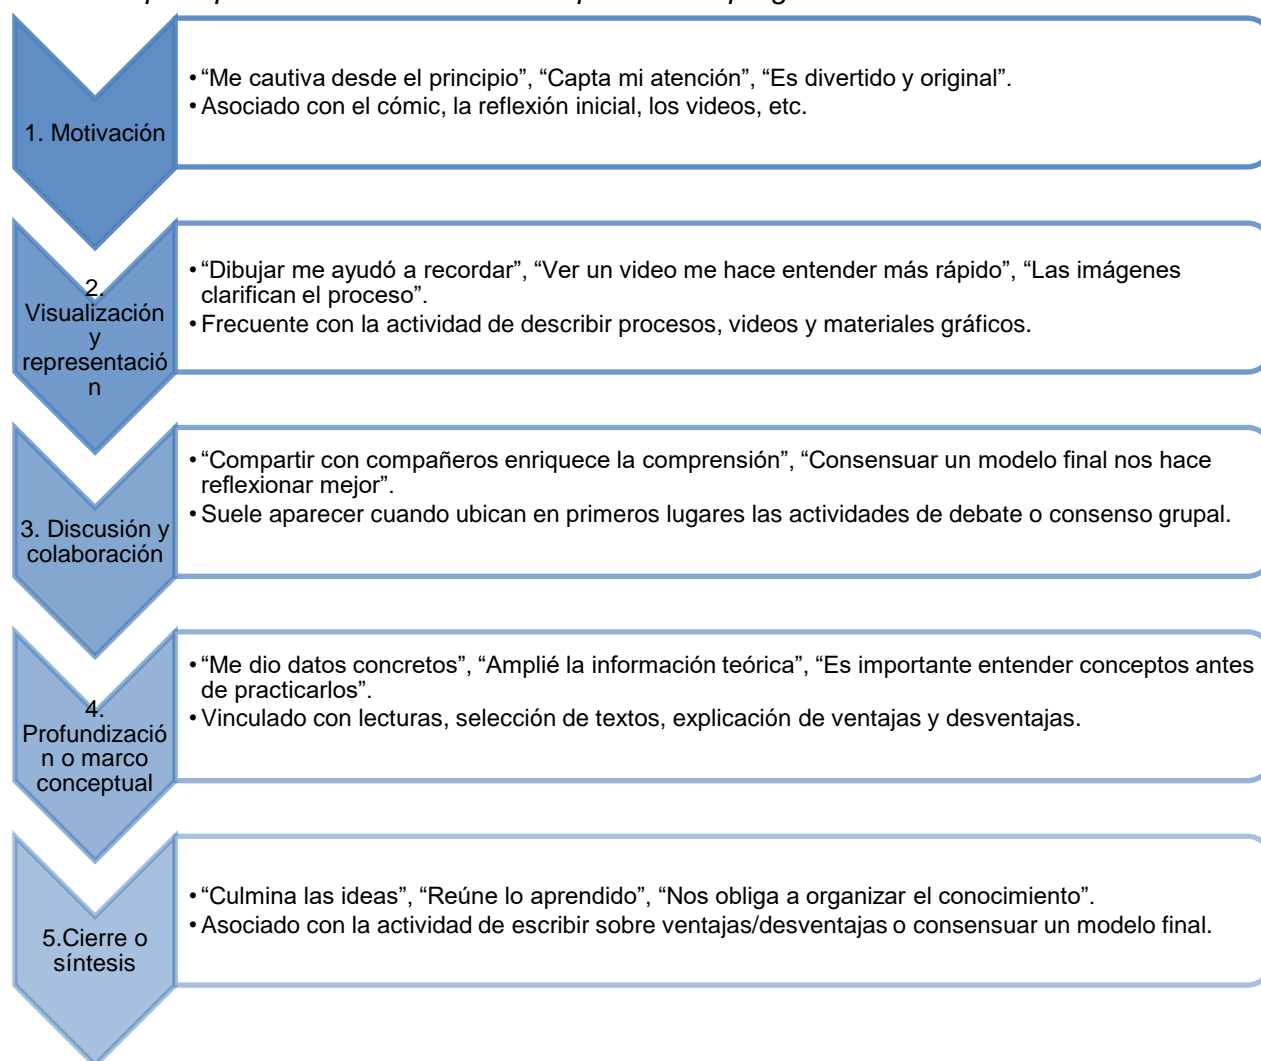 1. Motivación
• “Me cautiva desde el principio”, “Capta mi atención”, “Es divertido y original”.
• Asociado con el cómic, la reflexión inicial, los videos, etc.
2.
Visualización
y
representació
n
• “Dibujar me ayudó a recordar”, “Ver un video me hace entender más rápido”, “Las imágenes
clarifican el proceso”.
• Frecuente con la actividad de describir procesos, videos y materiales gráficos.
3. Discusión y
colaboración
• “Compartir con compañeros enriquece la comprensión”, “Consensuar un modelo final nos hace
reflexionar mejor”.
• Suele aparecer cuando ubican en primeros lugares las actividades de debate o consenso grupal.
4.
Profundizació
n o marco
conceptual
• “Me dio datos concretos”, “Amplié la información teórica”, “Es importante entender conceptos antes
de practicarlos”.
• Vinculado con lecturas, selección de textos, explicación de ventajas y desventajas.
5.Cierre o
síntesis
• “Culmina las ideas”, “Reúne lo aprendido”, “Nos obliga a organizar el conocimiento”.
• Asociado con la actividad de escribir sobre ventajas/desventajas o consensuar un modelo final.